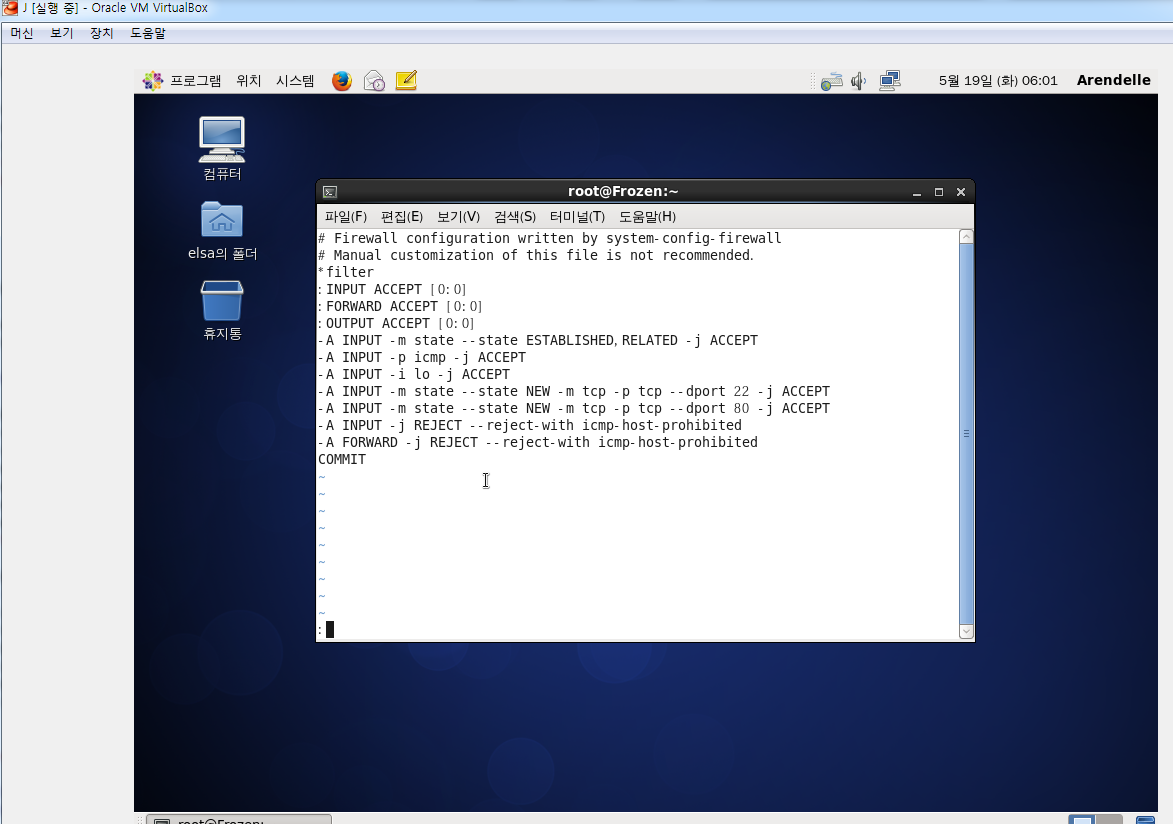 J [실행 중] - Oracle VM VirtualBox
머신 보기 장치 도움말
프로그램 위치 시스템 5월 19일 (화) 06:01 Arendelle
컴퓨터
elsa의 폴더
휴지통
root@Frozen:~
파일(F) 편집(E) 보기(V) 검색(S) 터미널(T) 도움말(H)
# Firewall configuration written by system-config-firewall
# Manual customization of this file is not recommended.
*filter
:INPUT ACCEPT [0:0]
:FORWARD ACCEPT [0:0]
:OUTPUT ACCEPT [0:0]
-A INPUT -m state --state ESTABLISHED,RELATED -j ACCEPT
-A INPUT -p icmp -j ACCEPT
-A INPUT -i lo -j ACCEPT
-A INPUT -m state --state NEW -m tcp -p tcp --dport 22 -j ACCEPT
-A INPUT -m state --state NEW -m tcp -p tcp --dport 80 -j ACCEPT
-A INPUT -j REJECT --reject-with icmp-host-prohibited
-A FORWARD -j REJECT --reject-with icmp-host-prohibited
COMMIT
~
~
~
~
~
~
~
~
~
:
root@Frozen:~